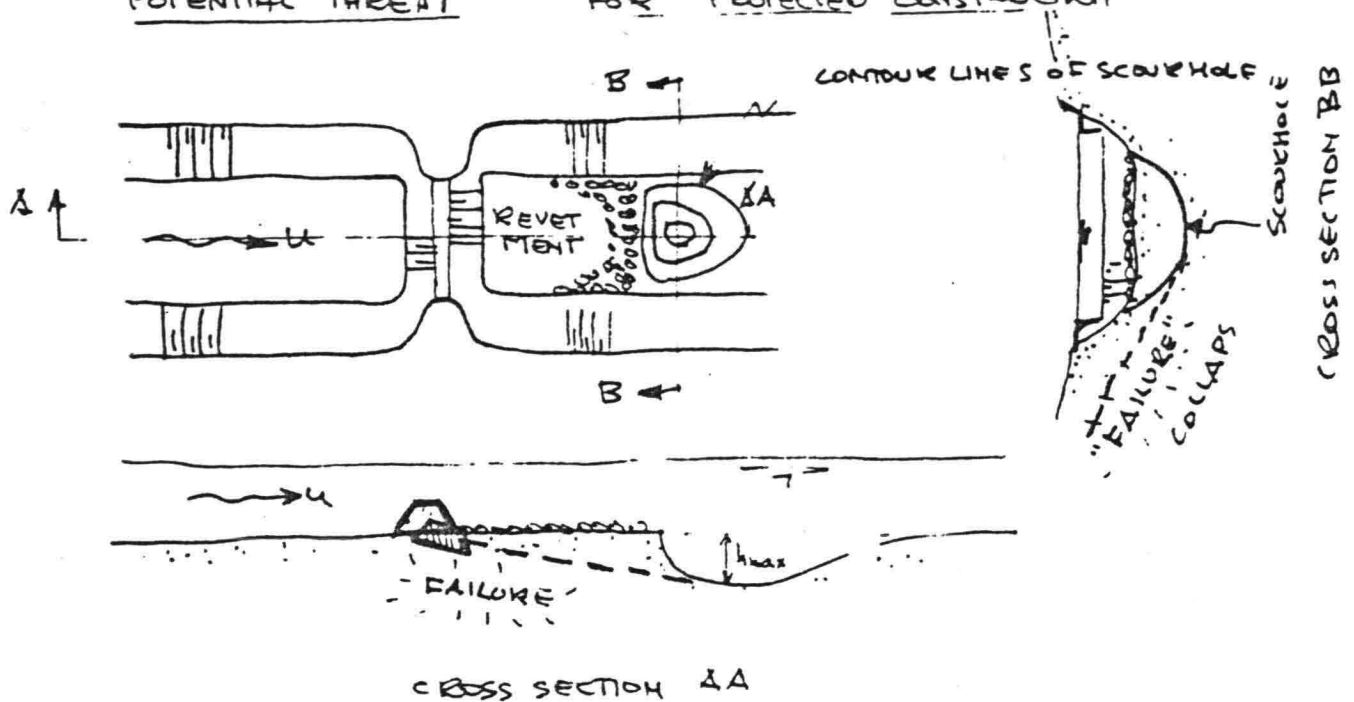 POTENTIAL THREAT FOR PROTECTED CONSTRUCTION
B
CONTOUR LINES OF SCOURHOLE
A A
U
REVET
MENT
AA
B
SCOURHOLE
"FAILURE"
COLLAPS
CROSS SECTION BB
u
hmax
FAILURE
CROSS SECTION AA